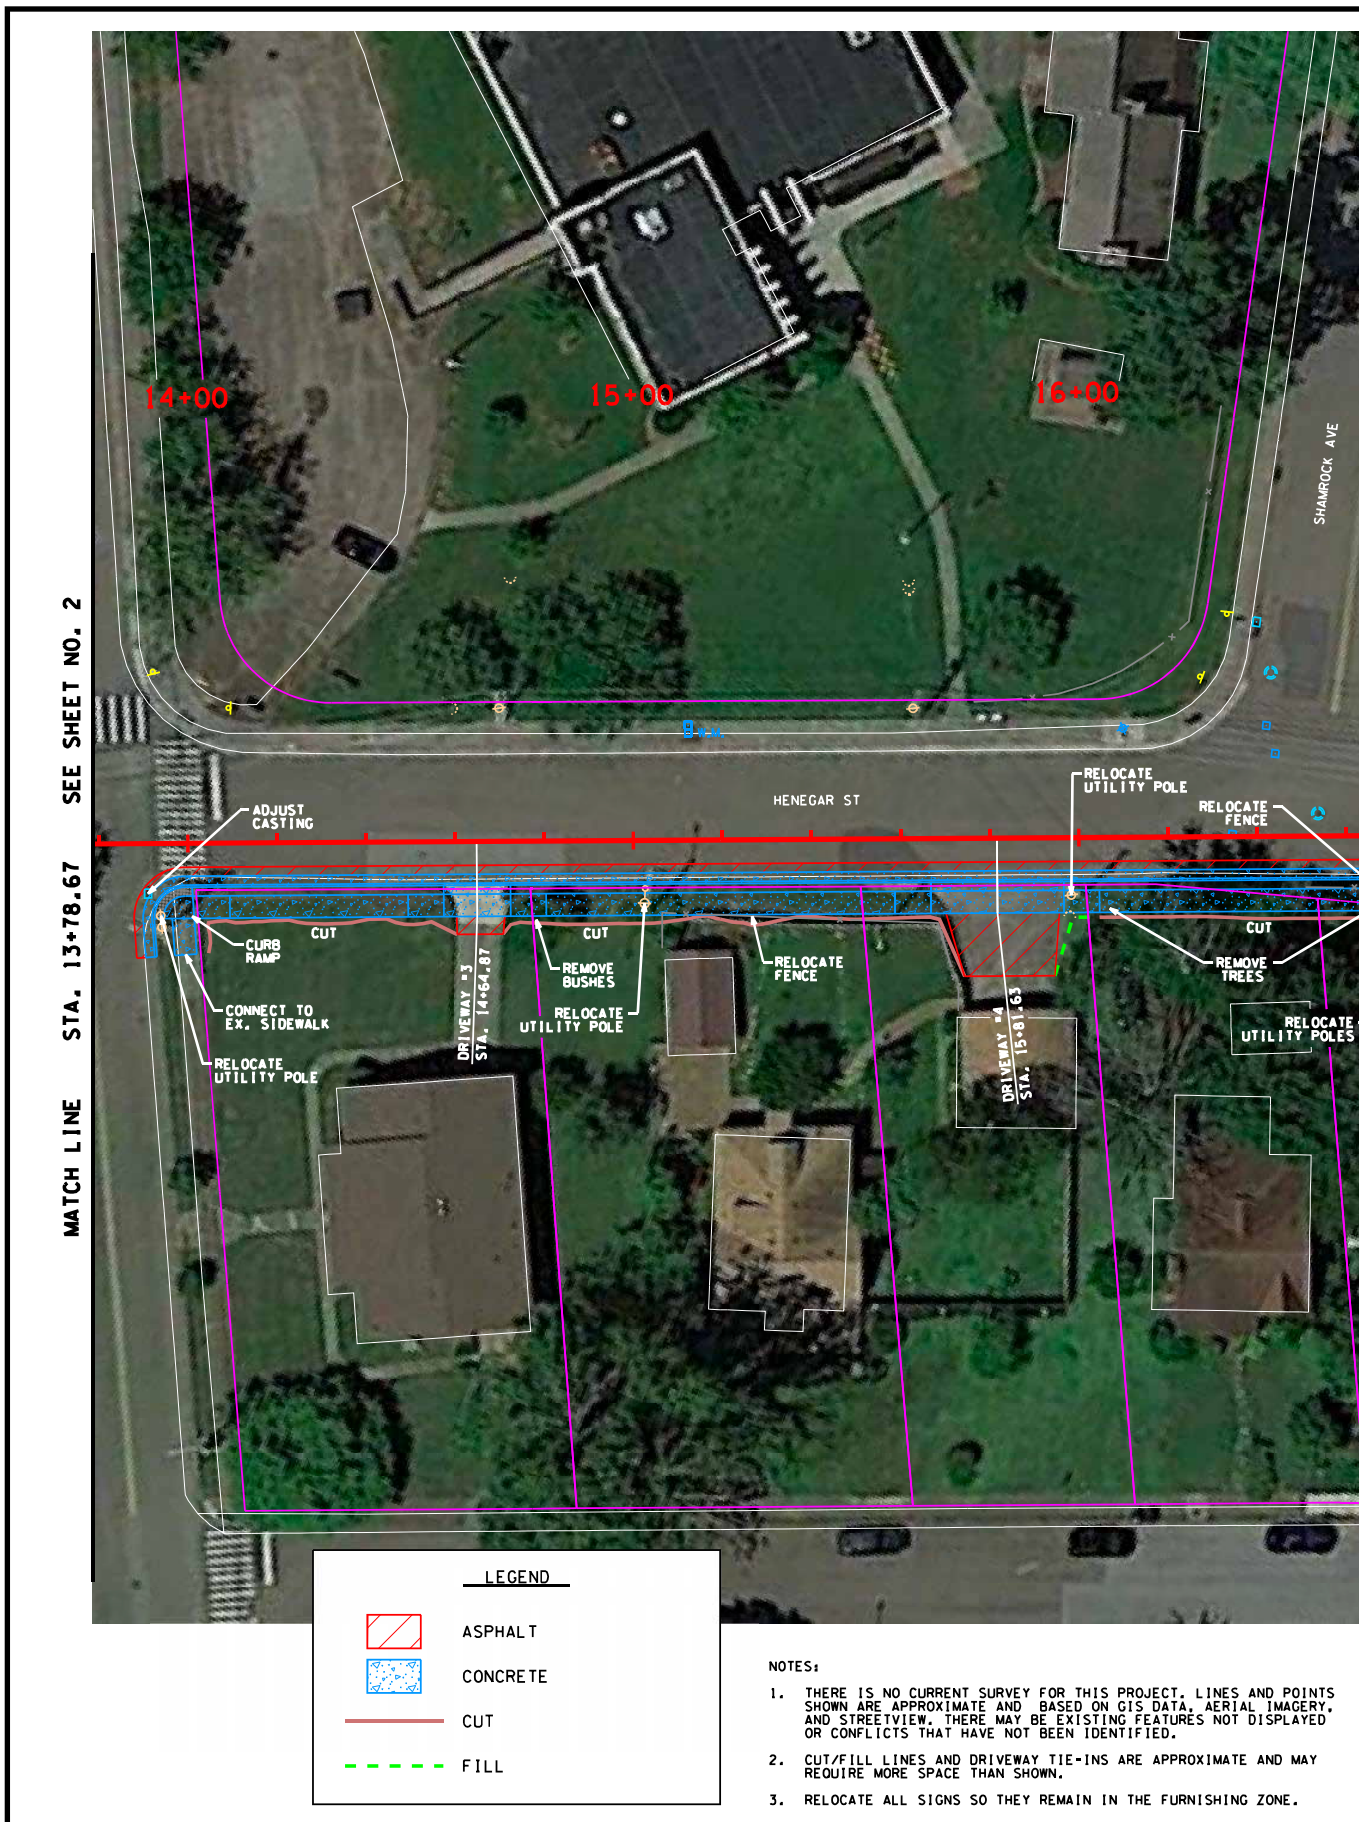 14+00
15+00
16+00
SHAMROCK AVE
MATCH LINE STA. 13+78.67 SEE SHEET NO. 2
W.M
HENEGAR ST
RELOCATE
UTILITY POLE
RELOCATE
FENCE
ADJUST
CASTING
CUT
CURB
RAMP
CONNECT TO
EX. SIDEWALK
RELOCATE
UTILITY POLE
DRIVEWAY #3
STA. 14+64.87
CUT
REMOVE
BUSHES
RELOCATE
UTILITY POLE
RELOCATE
FENCE
DRIVEWAY #4
STA. 15+81.63
CUT
REMOVE
TREES
RELOCATE
UTILITY POLES
LEGEND
ASPHALT
CONCRETE
CUT
FILL
NOTES:
1. THERE IS NO CURRENT SURVEY FOR THIS PROJECT. LINES AND POINTS
SHOWN ARE APPROXIMATE AND BASED ON GIS DATA, AERIAL IMAGERY,
AND STREETVIEW. THERE MAY BE EXISTING FEATURES NOT DISPLAYED
OR CONFLICTS THAT HAVE NOT BEEN IDENTIFIED.
2. CUT/FILL LINES AND DRIVEWAY TIE-INS ARE APPROXIMATE AND MAY
REQUIRE MORE SPACE THAN SHOWN.
3. RELOCATE ALL SIGNS SO THEY REMAIN IN THE FURNISHING ZONE.